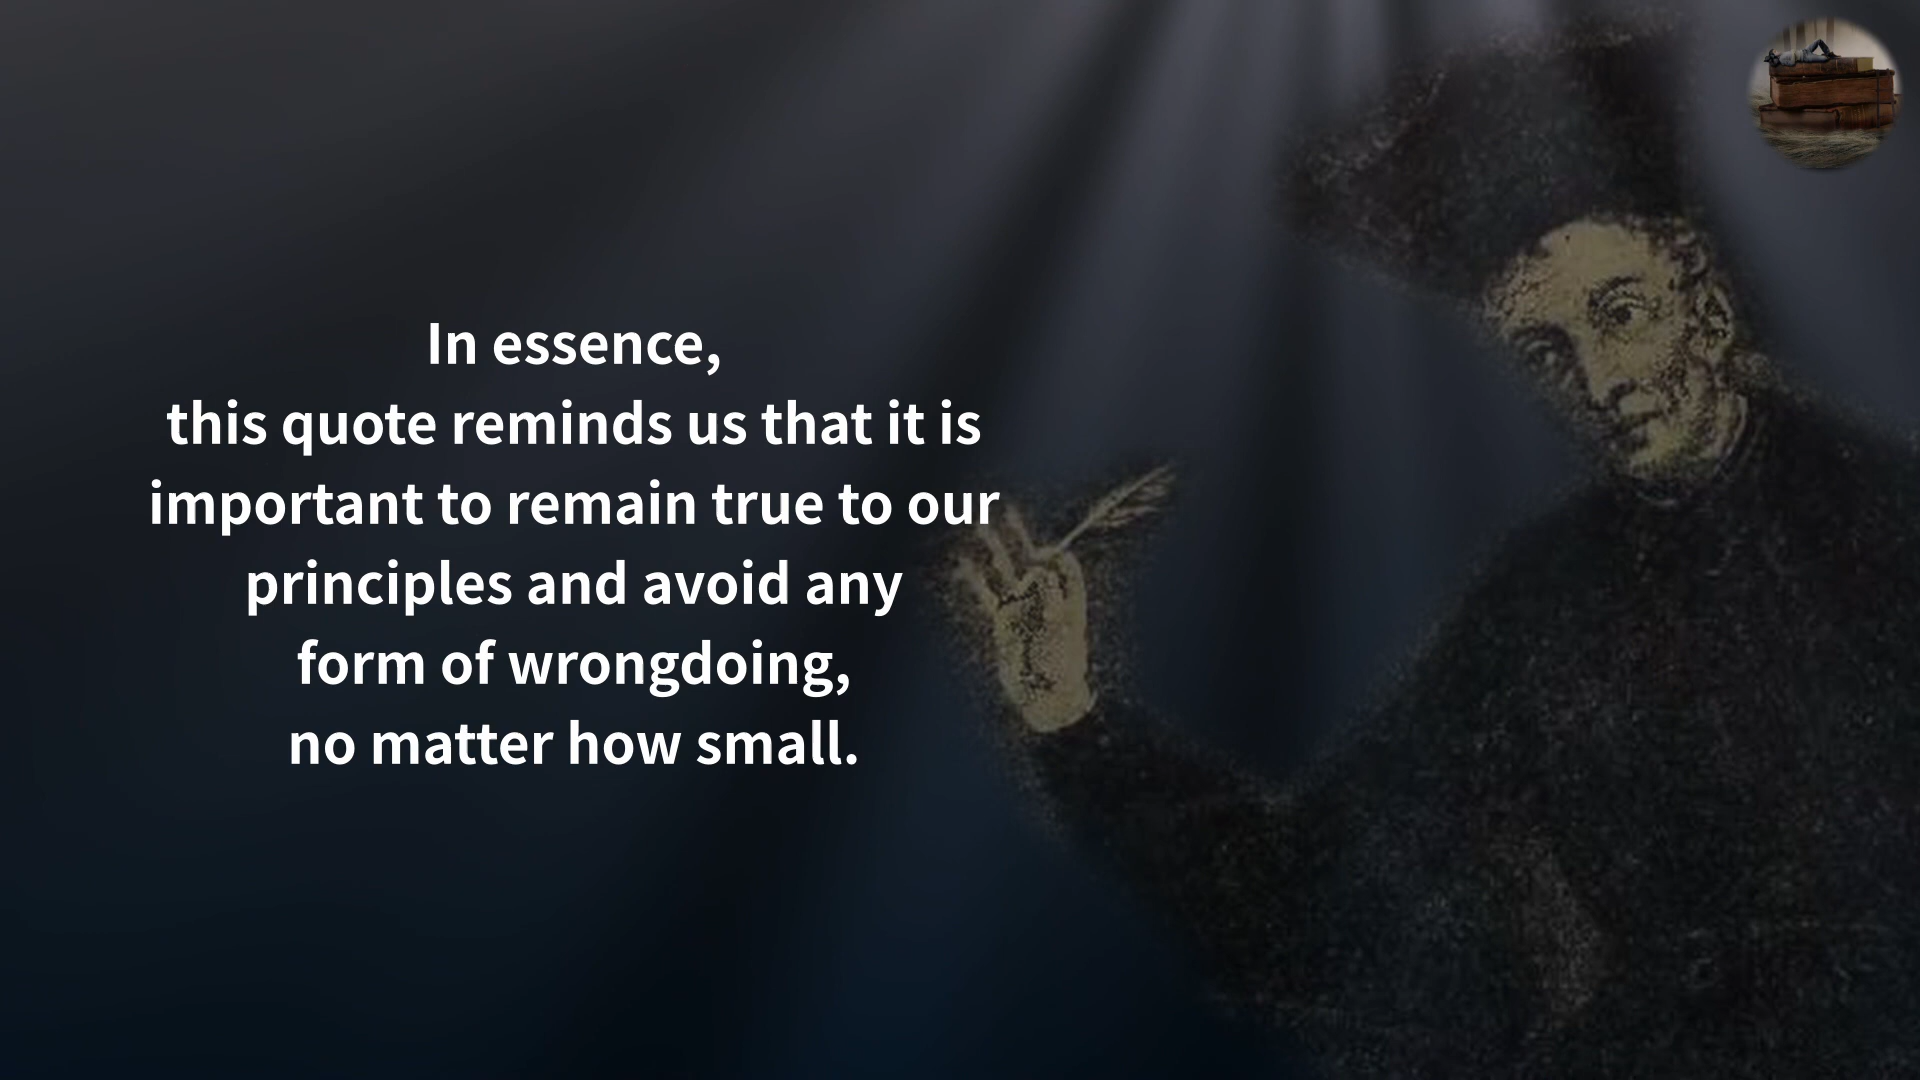 In essence,
this quote reminds us that it is
important to remain true to our
principles and avoid any
form of wrongdoing,
no matter how small.